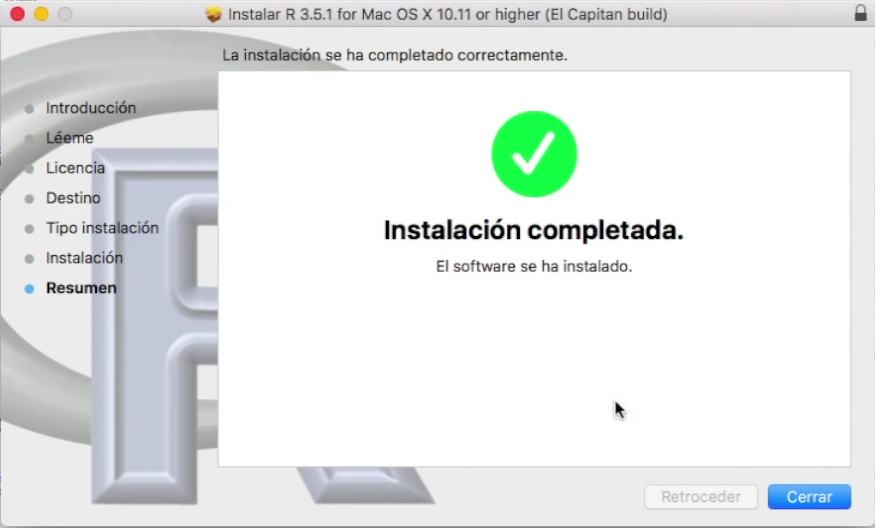 Instalar R 3.5.1 for Mac OS X 10.11 or higher (El Capitan build)
La instalación se ha completado correctamente.
Introducción
Léeme
Licencia
Destino
Tipo instalación
Instalación
Resumen
Instalación completada.
El software se ha instalado.
Retroceder
Cerrar